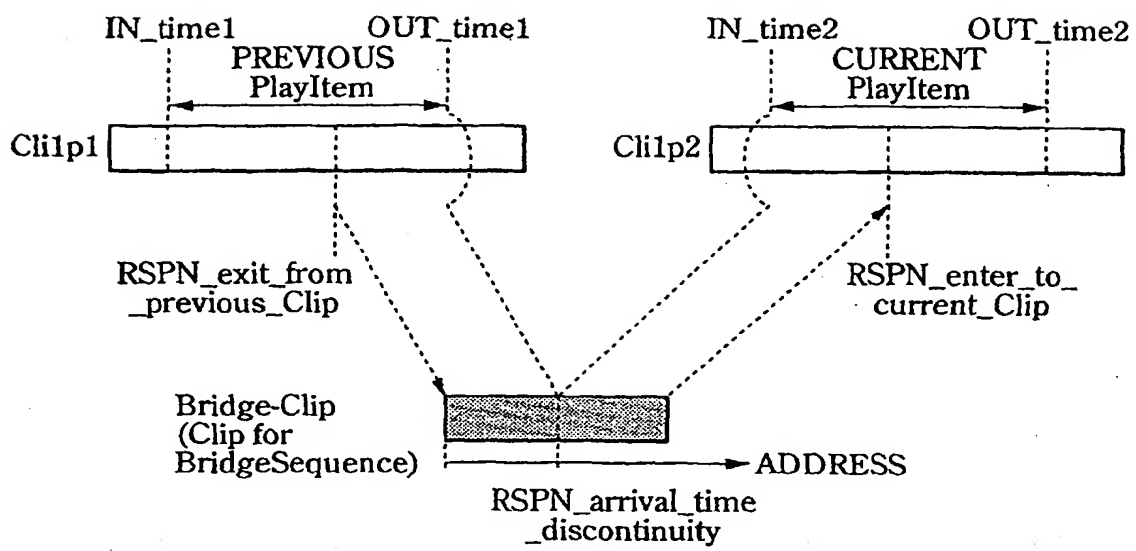 IN_time1
OUT_time1
IN_time2
OUT_time2
PREVIOUS
PlayItem
CURRENT
PlayItem
Cli1p1
Cli1p2
RSPN_exit_from
_previous_Clip
RSPN_enter_to_
current_Clip
Bridge-Clip
(Clip for
BridgeSequence)
ADDRESS
RSPN_arrival_time
_discontinuity